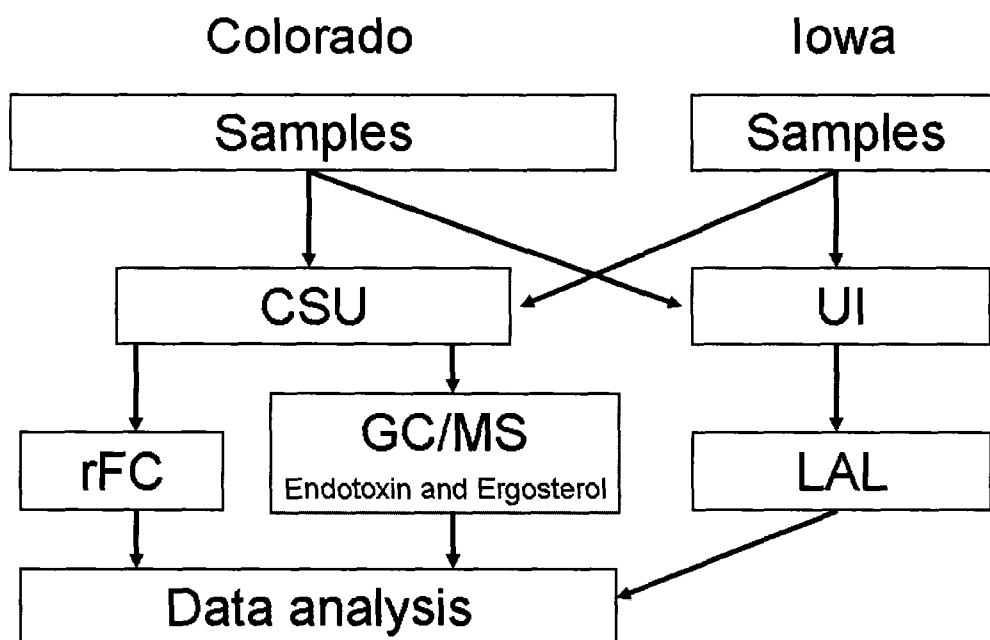 Colorado
Iowa
Samples
Samples
CSU
UI
rFC
GC/MS
Endotoxin and Ergosterol
LAL
Data analysis